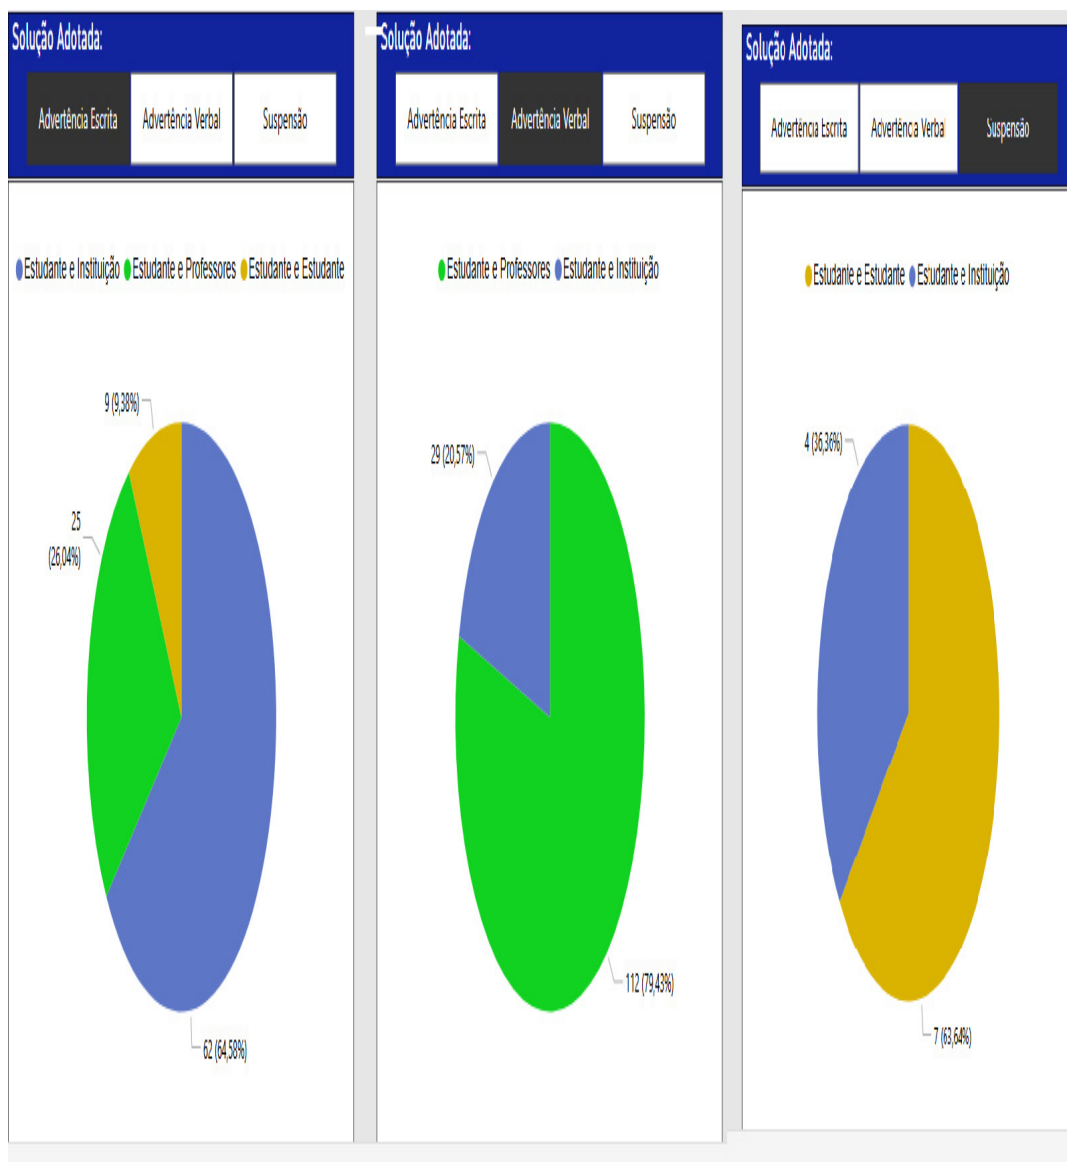 Solução Adotada:
Advertência Escrita
Advertência Verbal
Suspensão
Estudante e Instituição
Estudante e Professores
Estudante e Estudante
9 (9,38%)
25
(26,04%)
62 (64,58%)
Solução Adotada:
Advertência Escrita
Advertência Verbal
Suspensão
Estudante e Professores
Estudante e Instituição
29 (20,57%)
112 (79,43%)
Solução Adotada:
Advertência Escrita
Advertência Verbal
Suspensão
Estudante e Estudante
Estudante e Instituição
4 (36,36%)
7 (63,64%)